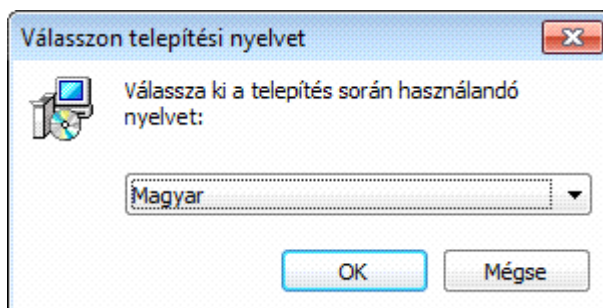 Válasszon telepítési nyelvet
Válassza ki a telepítés során használandó
nyelvet:
Magyar
OK
Mégse